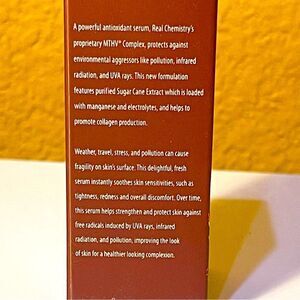 A powerful antioxidant serum, Real Chemistry's
proprietary MTHV™ Complex, protects against
environmental aggressors like pollution, infrared
radiation, and UVA rays. This new formulation
features purified Sugar Cane Extract which is loaded
with manganese and electrolytes, and helps to
promote collagen production.
Weather, travel, stress, and pollution can cause
fragility on skin's surface. This delightful, fresh
serum instantly soothes skin sensitivities, such as
tightness, redness and overall discomfort. Over time,
this serum helps strengthen and protect skin against
free radicals induced by UVA rays, infrared
radiation, and pollution, improving the look
of skin for a healthier looking complexion.